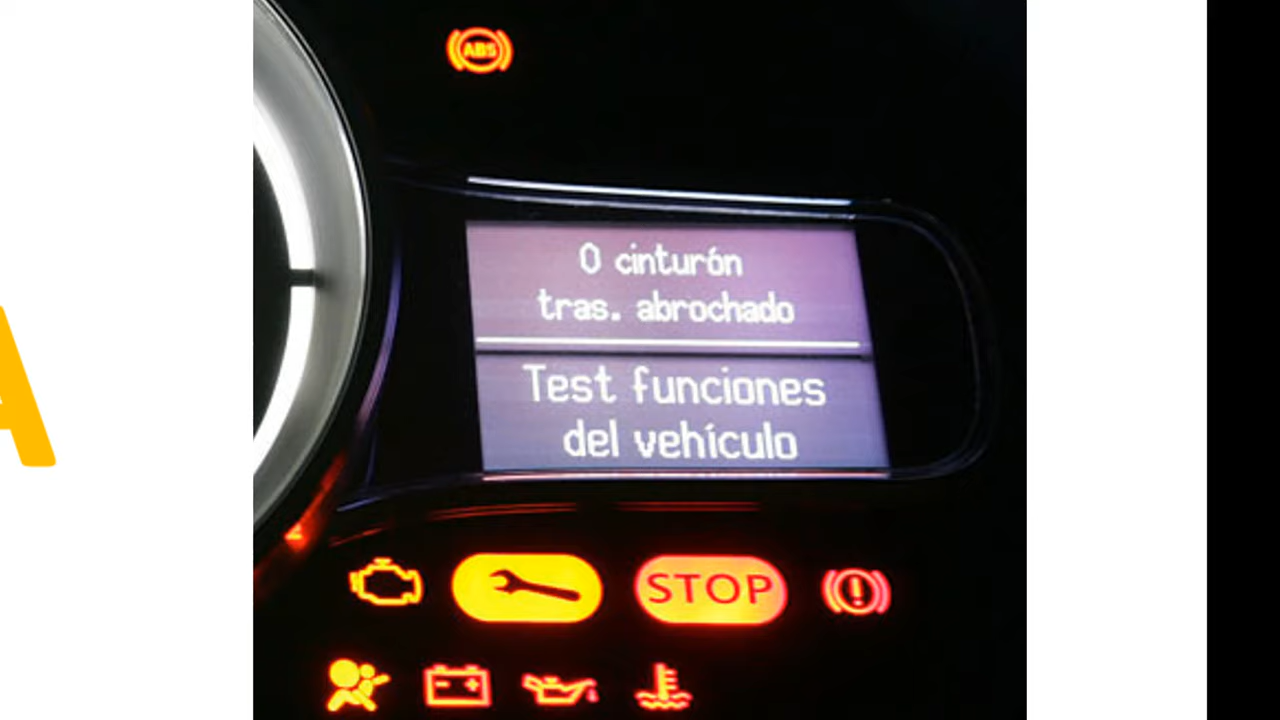 A
ABS
0 cinturón
tras. abrochado
Test funciones
del vehículo
STOP